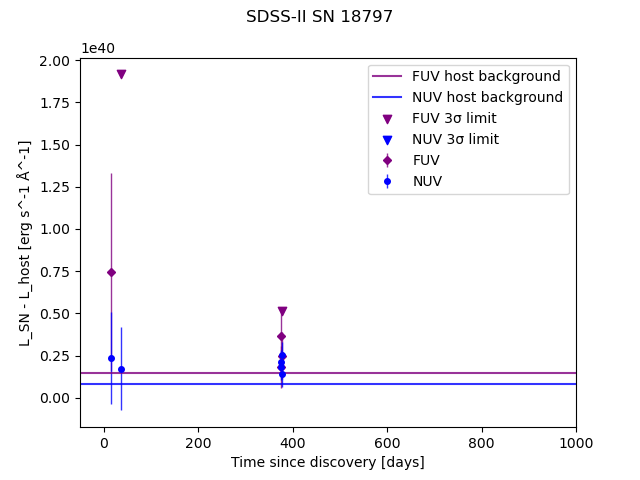 SDSS-II SN 18797
1e40
2.00
1.75
1.50
1.25
1.00
0.75
0.50
0.25
0.00
L_SN - L_host [erg s^-1 Å^-1]
FUV host background
NUV host background
FUV 3σ limit
NUV 3σ limit
FUV
NUV
0 200 400 600 800 1000
Time since discovery [days]